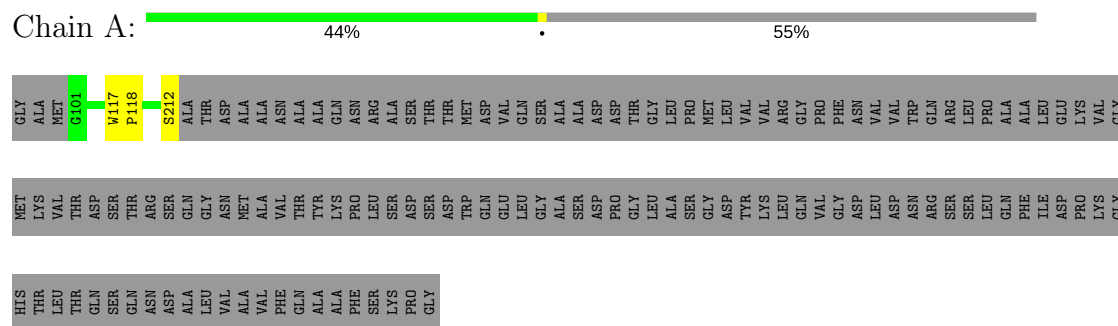 Chain A:
44% • 55%
GLY ALA MET G101 W117 P118 S212 ALA THR ASP ALA ALA ASN ALA ALA GLN ASN ARG ALA SER THR THR MET ASP VAL GLN SER ALA ALA ASP ASP THR GLY LEU PRO MET LEU VAL VAL ARG GLY PRO PHE ASN VAL VAL TRP GLN ARG LEU PRO ALA ALA LEU GLU LYS VAL GLY
MET LYS VAL THR ASP SER THR ARG SER GLN GLY ASN MET ALA VAL THR TYR LYS PRO LEU SER ASP SER ASP TRP GLN GLU LEU GLY ALA SER ASP PRO GLY LEU ALA SER GLY ASP TYR LYS LEU GLN VAL GLY ASP LEU ASP ASN ARG SER SER LEU GLN PHE ILE ASP PRO LYS GLY
HIS THR LEU THR GLN SER GLN ASN ASP ALA LEU VAL ALA VAL PHE GLN ALA ALA PHE SER LYS PRO GLY